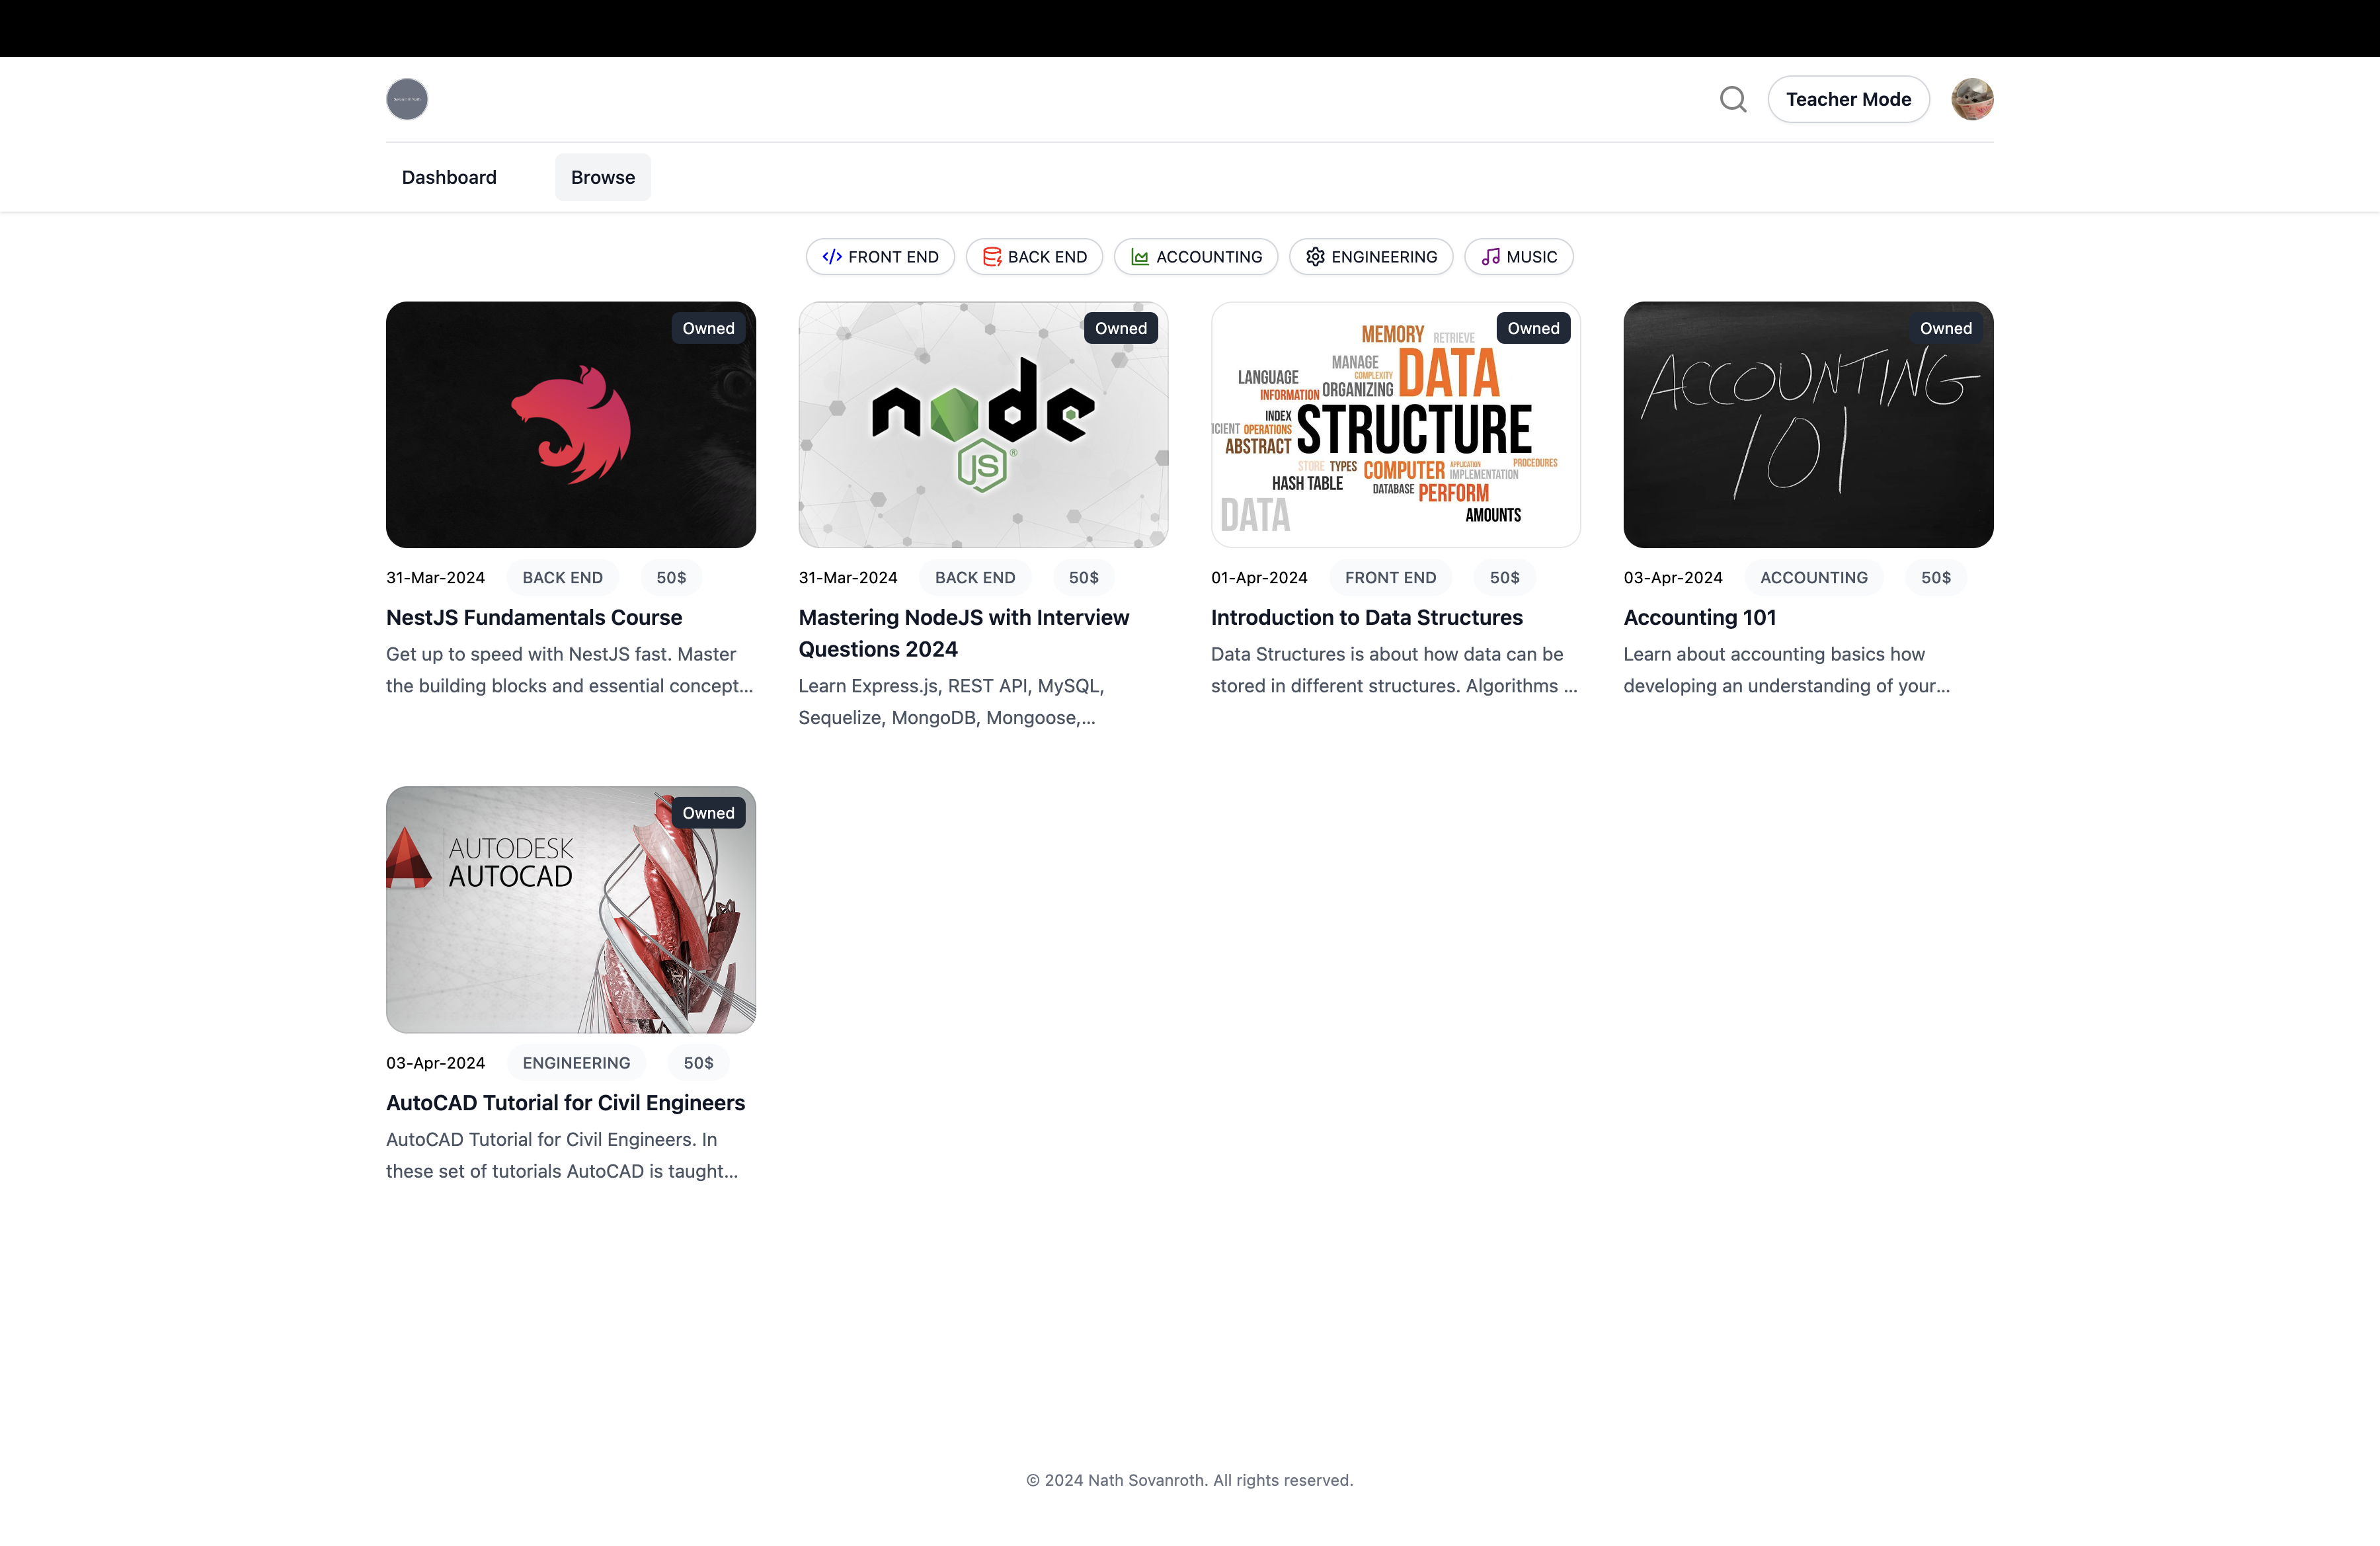 Teacher Mode
Dashboard
Browse
FRONT END
BACK END
ACCOUNTING
ENGINEERING
MUSIC
Owned
31-Mar-2024 BACK END 50$
NestJS Fundamentals Course
Get up to speed with NestJS fast. Master
the building blocks and essential concept...
Owned
node
JS ®
31-Mar-2024 BACK END 50$
Mastering NodeJS with Interview
Questions 2024
Learn Express.js, REST API, MySQL,
Sequelize, MongoDB, Mongoose,...
Owned
MEMORY RETRIEVE
MANAGE DATA
LANGUAGE COMPLEXITY
INFORMATION ORGANIZING
INDEX STRUCTURE
ICIENT OPERATIONS
ABSTRACT
STORE TYPES COMPUTER APPLICATION PROCEDURES
IMPLEMENTATION
HASH TABLE DATABASE PERFORM
DATA AMOUNTS
01-Apr-2024 FRONT END 50$
Introduction to Data Structures
Data Structures is about how data can be
stored in different structures. Algorithms ...
Owned
ACCOUNTING
101
03-Apr-2024 ACCOUNTING 50$
Accounting 101
Learn about accounting basics how
developing an understanding of your...
Owned
AUTODESK
AUTOCAD
03-Apr-2024 ENGINEERING 50$
AutoCAD Tutorial for Civil Engineers
AutoCAD Tutorial for Civil Engineers. In
these set of tutorials AutoCAD is taught...
© 2024 Nath Sovanroth. All rights reserved.